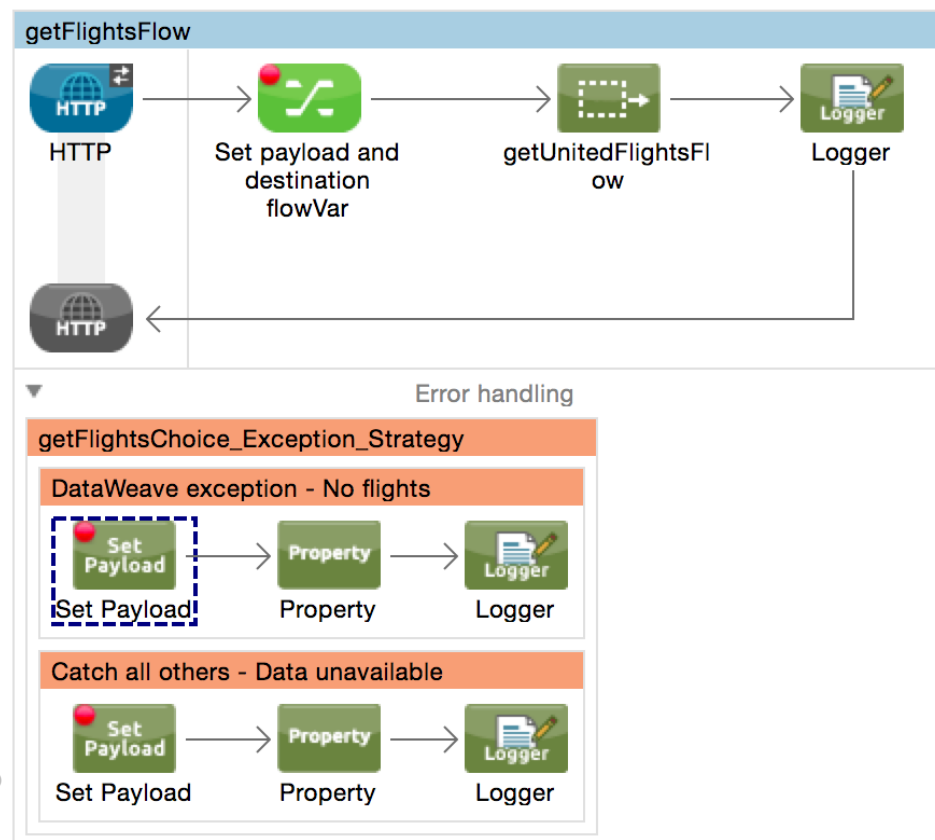 getFlightsFlow
HTTP
Logger
HTTP
Set payload and
destination
flowVar
getUnitedFlightsFl
ow
Logger
HTTP
Error handling
getFlightsChoice_Exception_Strategy
DataWeave exception - No flights
Set
Payload
Property
Logger
Set Payload
Property
Logger
Catch all others - Data unavailable
Set
Payload
Property
Logger
Set Payload
Property
Logger